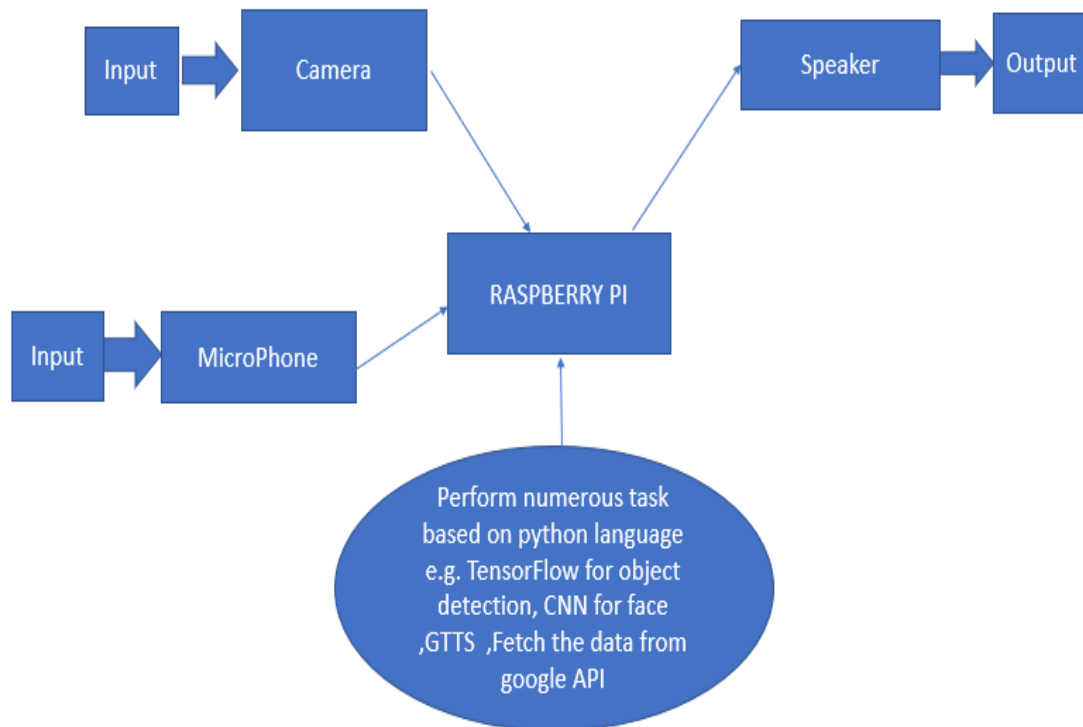 Input
Camera
Speaker
Output
RASPBERRY PI
Input
MicroPhone
Perform numerous task
based on python language
e.g. TensorFlow for object
detection, CNN for face
,GTTS ,Fetch the data from
google API